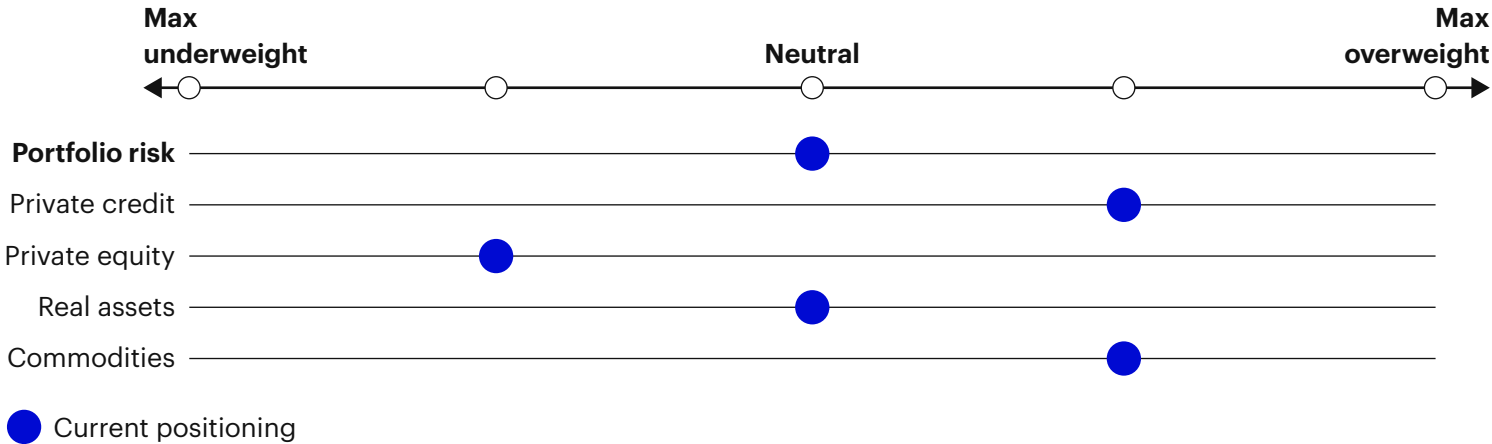 Max
underweight
Neutral
Max
overweight
Portfolio risk
Private credit
Private equity
Real assets
Commodities
Current positioning